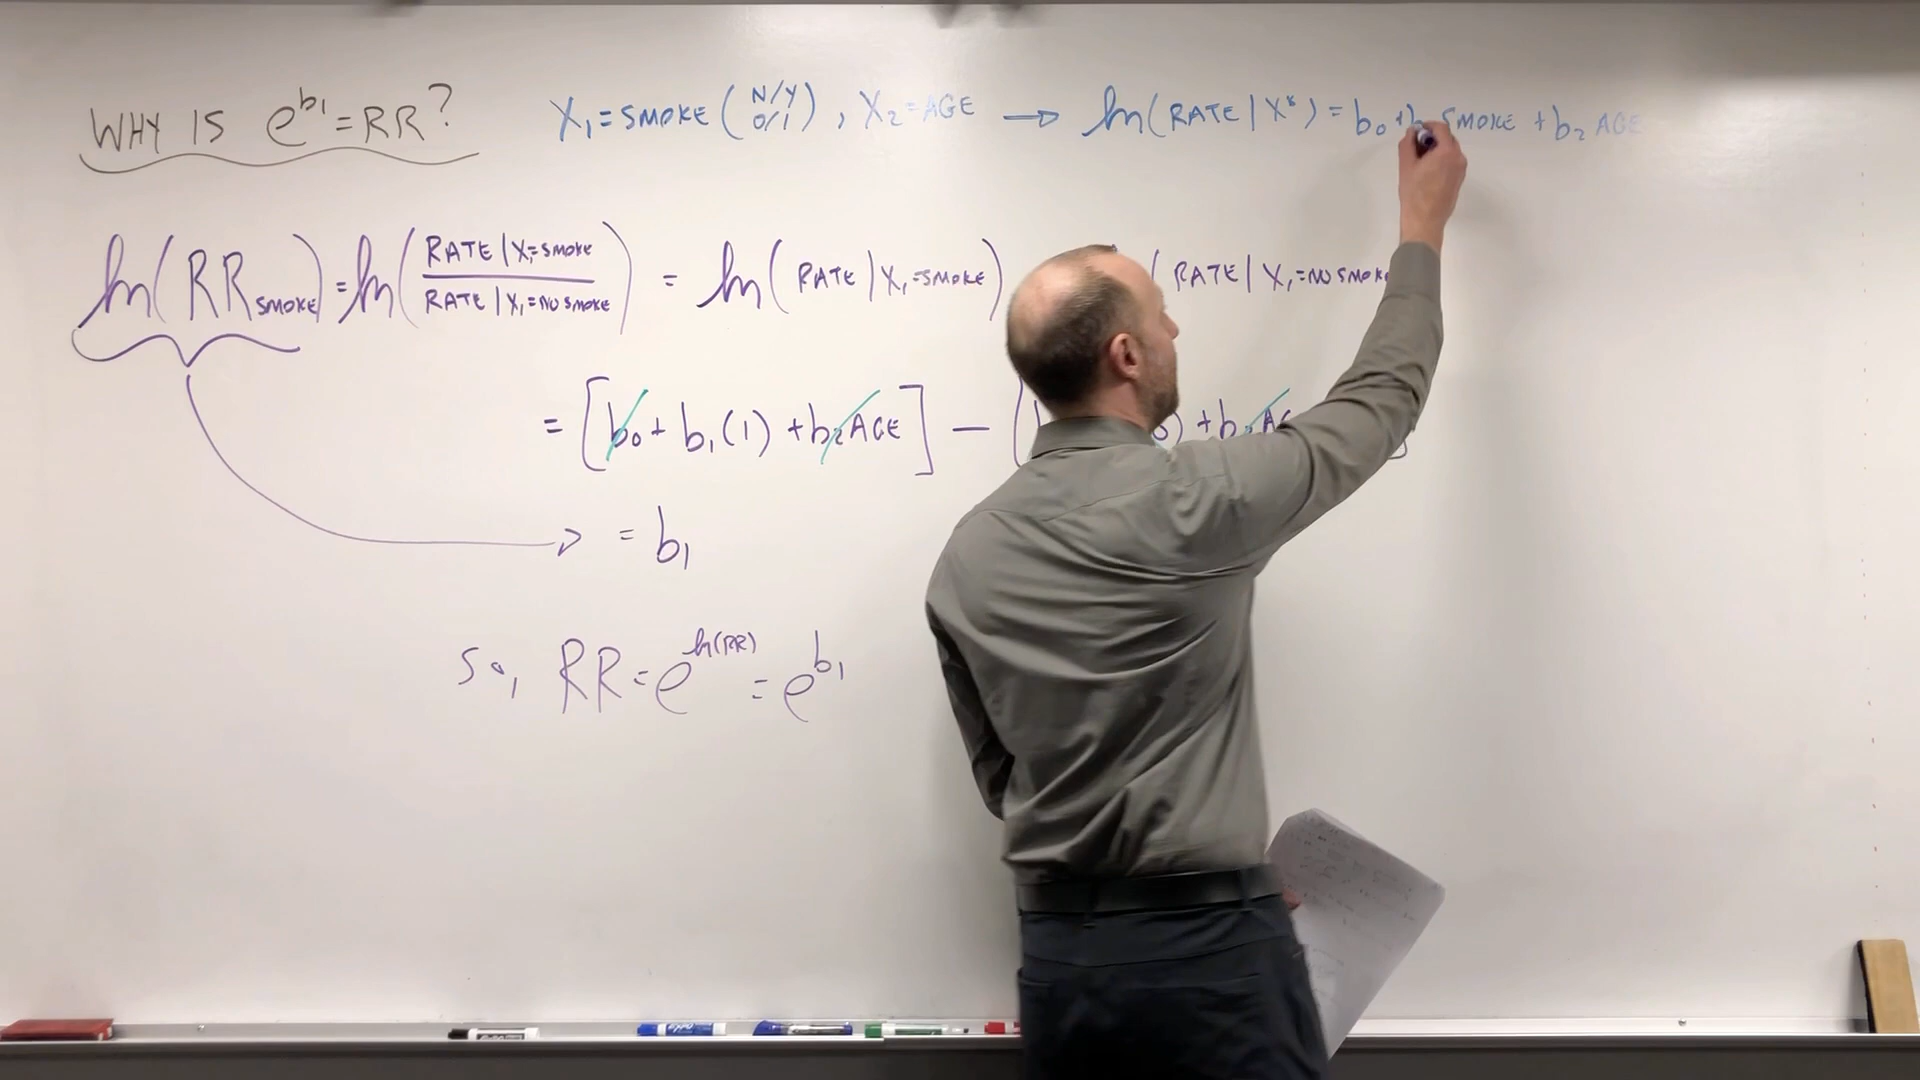 WHY IS e^b1 = RR?
X1 = SMOKE (N/Y 0/1), X2 = AGE → ln(RATE | X's) = b0 + b SMOKE + b2 AGE
ln(RR SMOKE) = ln(RATE | X1=SMOKE / RATE | X1=NO SMOKE) = ln(RATE | X1=SMOKE) (RATE | X1=NO SMOKE
= [b0 + b1(1) + b2 AGE] – [ ) + b2 AG ]
= b1
SO, RR = e^ln(RR) = e^b1